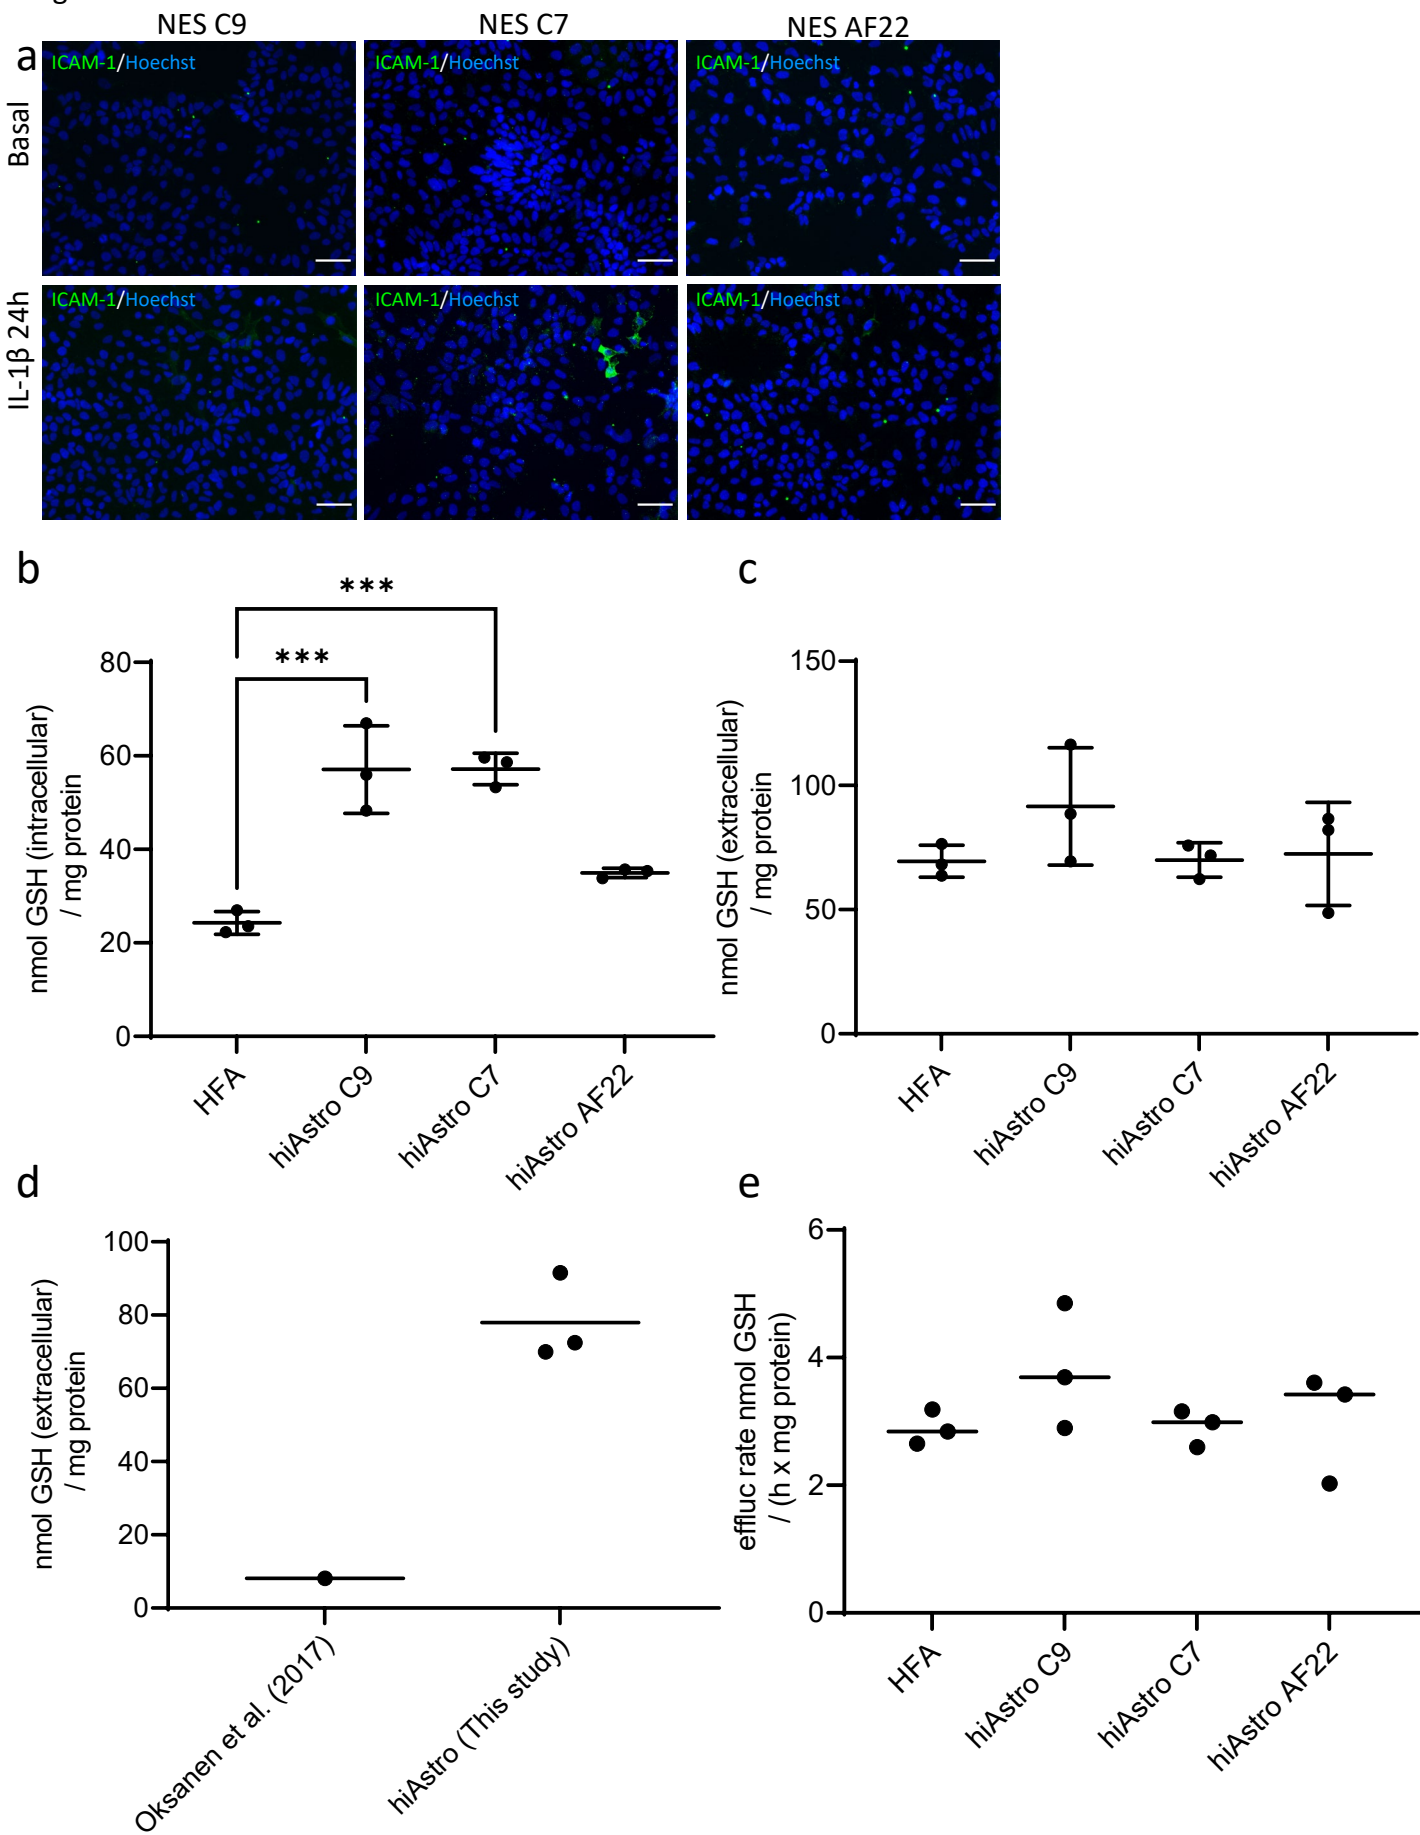 NES C9
NES C7
NES AF22
a
Basal
ICAM-1/Hoechst
ICAM-1/Hoechst
ICAM-1/Hoechst
IL-1β 24h
ICAM-1/Hoechst
ICAM-1/Hoechst
ICAM-1/Hoechst
b
***
***
nmol GSH (intracellular)
/ mg protein
80
60
40
20
0
HFA
hiAstro C9
hiAstro C7
hiAstro AF22
c
nmol GSH (extracellular)
/ mg protein
150
100
50
0
HFA
hiAstro C9
hiAstro C7
hiAstro AF22
d
nmol GSH (extracellular)
/ mg protein
100
80
60
40
20
0
Oksanen et al. (2017)
hiAstro (This study)
e
effluc rate nmol GSH
/ (h x mg protein)
6
4
2
0
HFA
hiAstro C9
hiAstro C7
hiAstro AF22